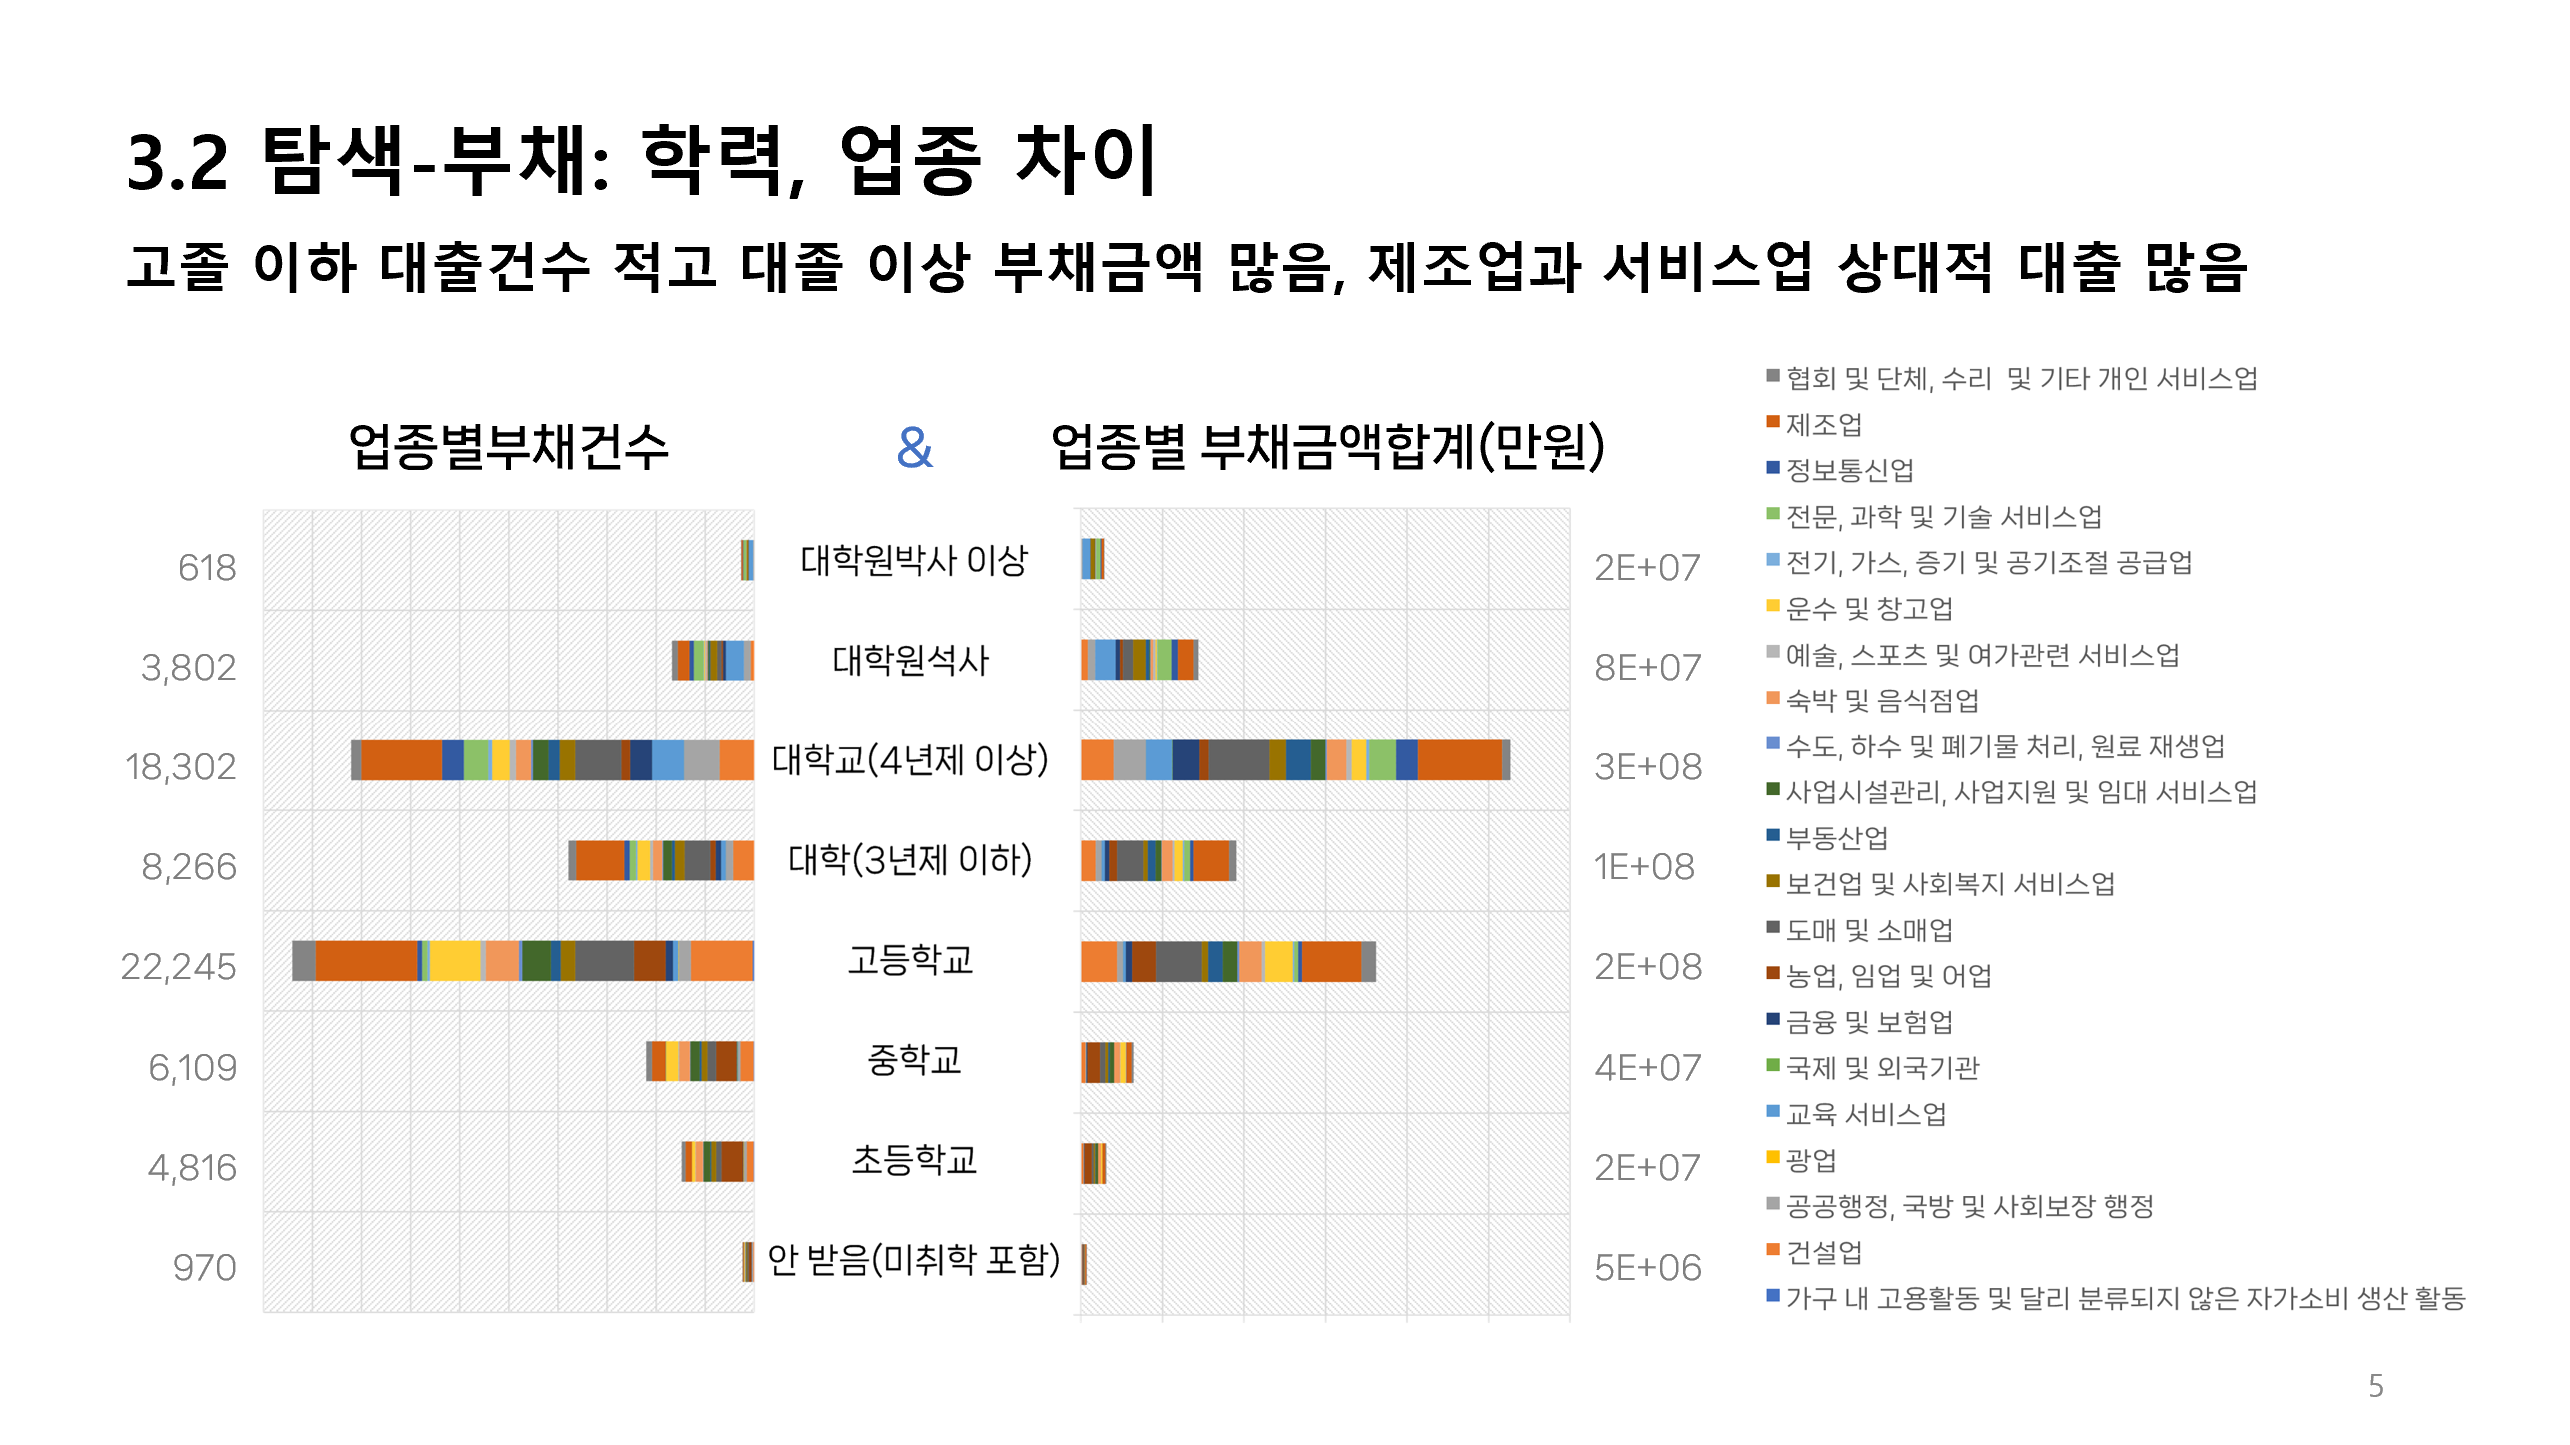 3.2 탐색-부채: 학력, 업종 차이
고졸 이하 대출건수 적고 대졸 이상 부채금액 많음, 제조업과 서비스업 상대적 대출 많음
업종별부채건수 & 업종별 부채금액합계(만원)
618 대학원박사 이상 2E+07
3,802 대학원석사 8E+07
18,302 대학교(4년제 이상) 3E+08
8,266 대학(3년제 이하) 1E+08
22,245 고등학교 2E+08
6,109 중학교 4E+07
4,816 초등학교 2E+07
970 안 받음(미취학 포함) 5E+06
협회 및 단체, 수리 및 기타 개인 서비스업
제조업
정보통신업
전문, 과학 및 기술 서비스업
전기, 가스, 증기 및 공기조절 공급업
운수 및 창고업
예술, 스포츠 및 여가관련 서비스업
숙박 및 음식점업
수도, 하수 및 폐기물 처리, 원료 재생업
사업시설관리, 사업지원 및 임대 서비스업
부동산업
보건업 및 사회복지 서비스업
도매 및 소매업
농업, 임업 및 어업
금융 및 보험업
국제 및 외국기관
교육 서비스업
광업
공공행정, 국방 및 사회보장 행정
건설업
가구 내 고용활동 및 달리 분류되지 않은 자가소비 생산 활동
5